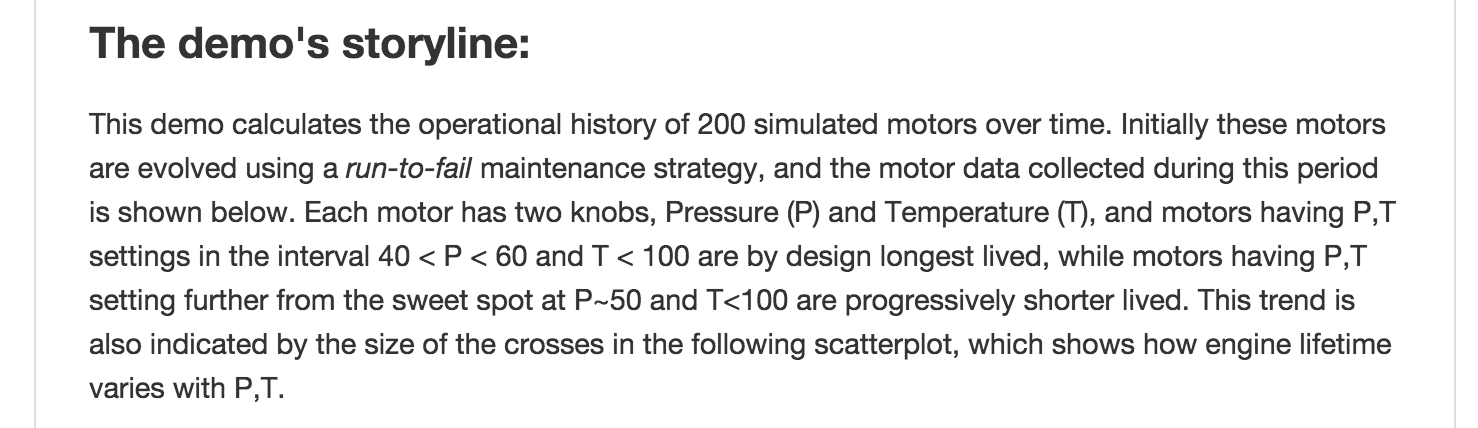 The demo's storyline:
This demo calculates the operational history of 200 simulated motors over time. Initially these motors
are evolved using a run-to-fail maintenance strategy, and the motor data collected during this period
is shown below. Each motor has two knobs, Pressure (P) and Temperature (T), and motors having P,T
settings in the interval 40 < P < 60 and T < 100 are by design longest lived, while motors having P,T
setting further from the sweet spot at P~50 and T<100 are progressively shorter lived. This trend is
also indicated by the size of the crosses in the following scatterplot, which shows how engine lifetime
varies with P,T.